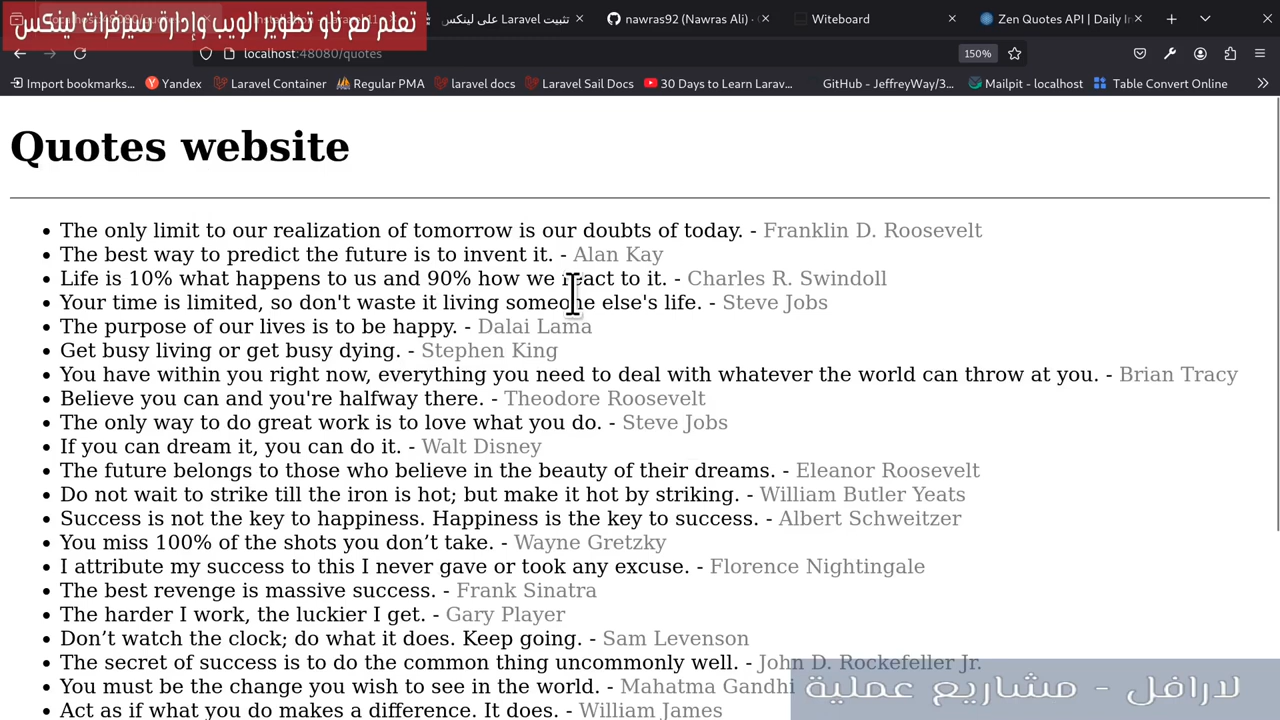 تعلم مع ناو تطوير الويب وإدارة سيرفرات لينكس
تثبيت Laravel على لينكس
nawras92 (Nawras Ali) ·
Witeboard
Zen Quotes API | Daily In
localhost:48080/quotes
150%
Import bookmarks...
Yandex
Laravel Container
Regular PMA
laravel docs
Laravel Sail Docs
30 Days to Learn Larav...
GitHub - JeffreyWay/3...
Mailpit - localhost
Table Convert Online
Quotes website
The only limit to our realization of tomorrow is our doubts of today. - Franklin D. Roosevelt
The best way to predict the future is to invent it. - Alan Kay
Life is 10% what happens to us and 90% how we react to it. - Charles R. Swindoll
Your time is limited, so don't waste it living someone else's life. - Steve Jobs
The purpose of our lives is to be happy. - Dalai Lama
Get busy living or get busy dying. - Stephen King
You have within you right now, everything you need to deal with whatever the world can throw at you. - Brian Tracy
Believe you can and you're halfway there. - Theodore Roosevelt
The only way to do great work is to love what you do. - Steve Jobs
If you can dream it, you can do it. - Walt Disney
The future belongs to those who believe in the beauty of their dreams. - Eleanor Roosevelt
Do not wait to strike till the iron is hot; but make it hot by striking. - William Butler Yeats
Success is not the key to happiness. Happiness is the key to success. - Albert Schweitzer
You miss 100% of the shots you don’t take. - Wayne Gretzky
I attribute my success to this I never gave or took any excuse. - Florence Nightingale
The best revenge is massive success. - Frank Sinatra
The harder I work, the luckier I get. - Gary Player
Don’t watch the clock; do what it does. Keep going. - Sam Levenson
The secret of success is to do the common thing uncommonly well. - John D. Rockefeller Jr.
You must be the change you wish to see in the world. - Mahatma Gandhi
Act as if what you do makes a difference. It does. - William James
لارافل - مشاريع عملية